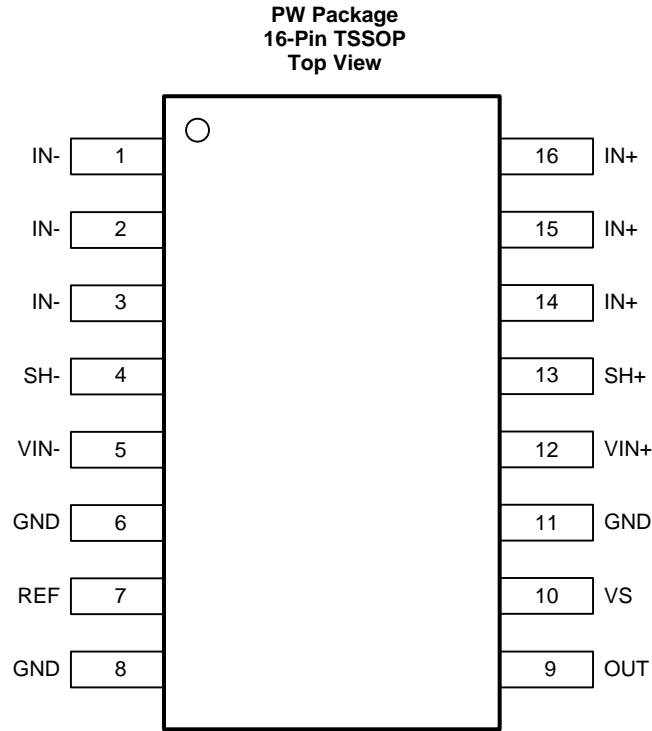 PW Package
16-Pin TSSOP
Top View
IN- 1 16 IN+
IN- 2 15 IN+
IN- 3 14 IN+
SH- 4 13 SH+
VIN- 5 12 VIN+
GND 6 11 GND
REF 7 10 VS
GND 8 9 OUT